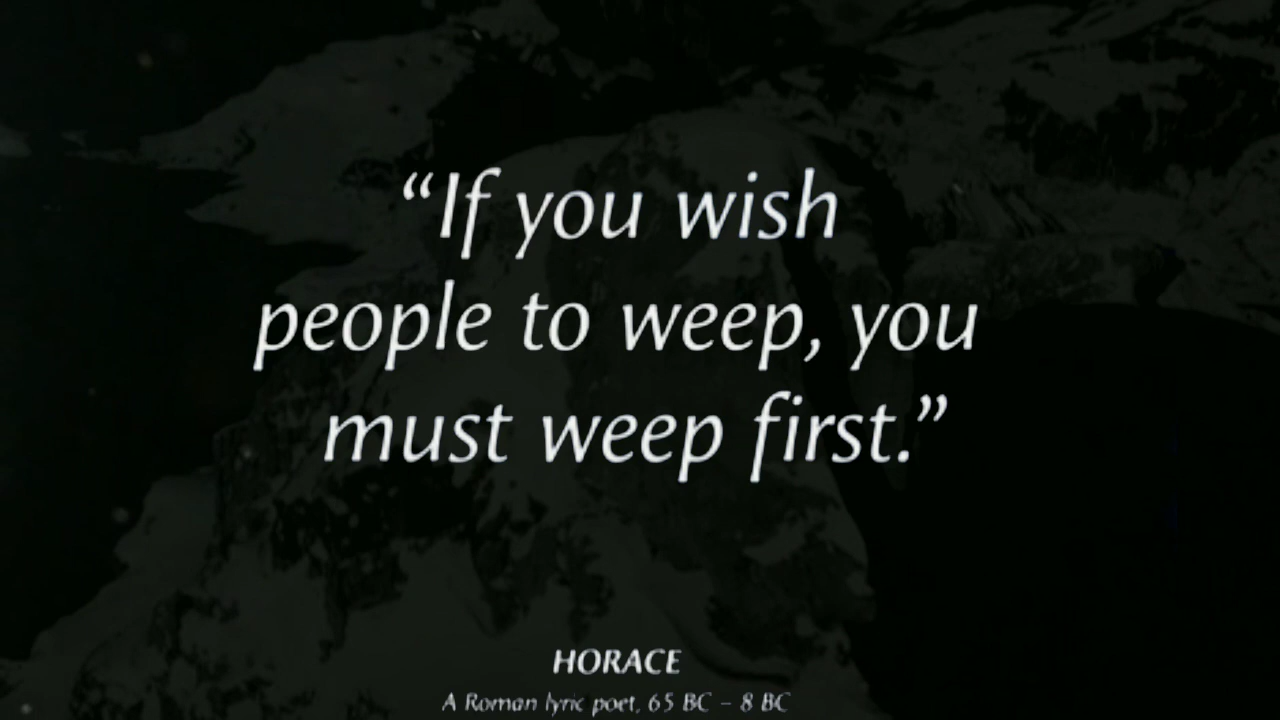 “If you wish
people to weep, you
must weep first.”
HORACE
A Roman lyric poet, 65 BC – 8 BC